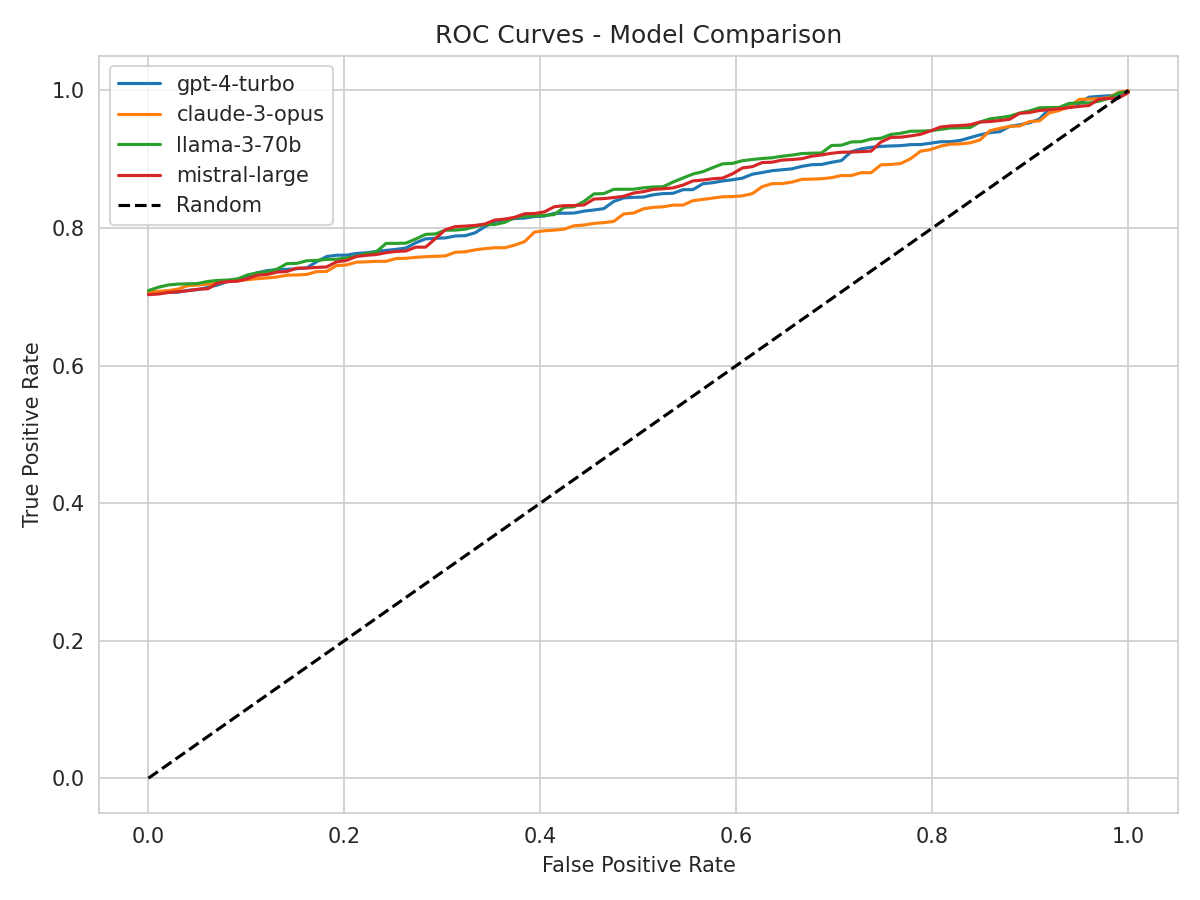 ROC Curves - Model Comparison
gpt-4-turbo
claude-3-opus
llama-3-70b
mistral-large
Random
True Positive Rate
1.0
0.8
0.6
0.4
0.2
0.0
0.0 0.2 0.4 0.6 0.8 1.0
False Positive Rate